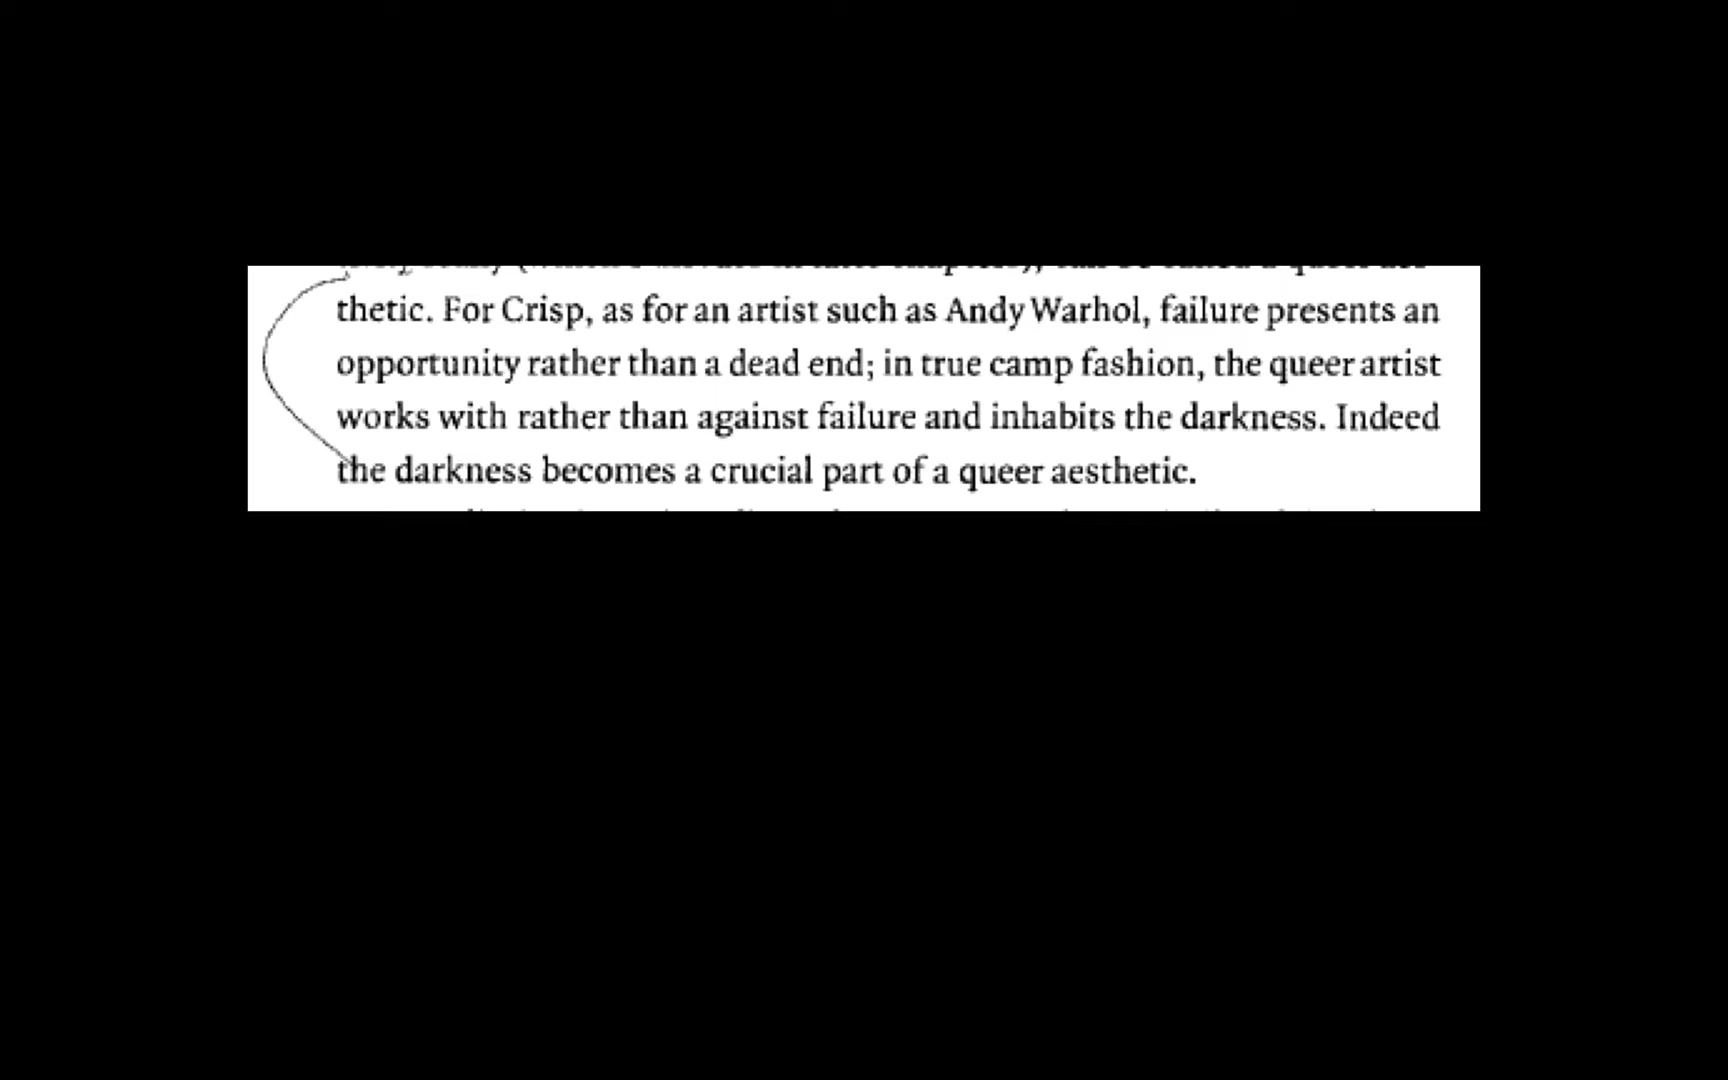 thetic. For Crisp, as for an artist such as Andy Warhol, failure presents an
opportunity rather than a dead end; in true camp fashion, the queer artist
works with rather than against failure and inhabits the darkness. Indeed
the darkness becomes a crucial part of a queer aesthetic.